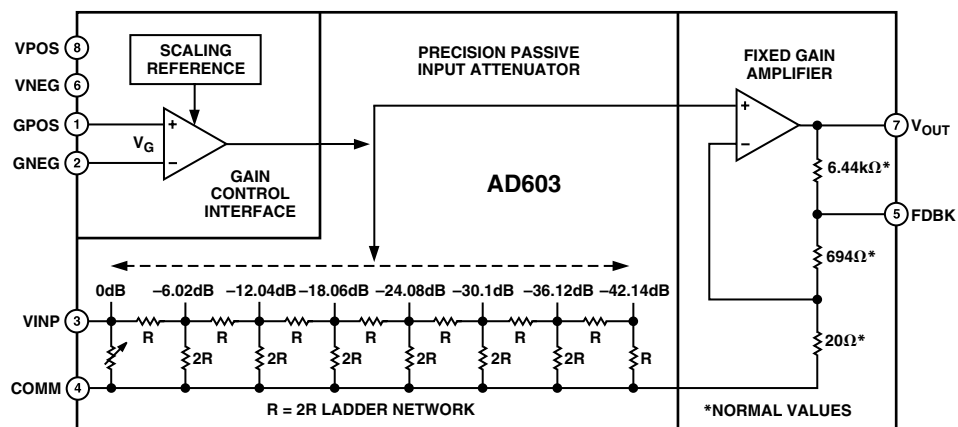 VPOS 8
VNEG 6
GPOS 1
GNEG 2
SCALING
REFERENCE
+
VG
−
GAIN
CONTROL
INTERFACE
PRECISION PASSIVE
INPUT ATTENUATOR
AD603
FIXED GAIN
AMPLIFIER
+
−
7 VOUT
6.44kΩ*
5 FDBK
694Ω*
20Ω*
0dB −6.02dB −12.04dB −18.06dB −24.08dB −30.1dB −36.12dB −42.14dB
VINP 3
R R R R R R R
2R 2R 2R 2R 2R 2R R
COMM 4
R = 2R LADDER NETWORK
*NORMAL VALUES